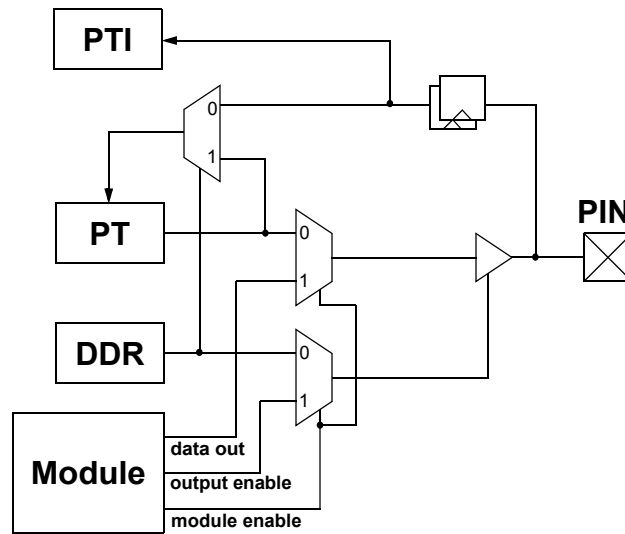 PTI
0
1
PT
PIN
0
1
DDR
0
1
Module
data out
output enable
module enable